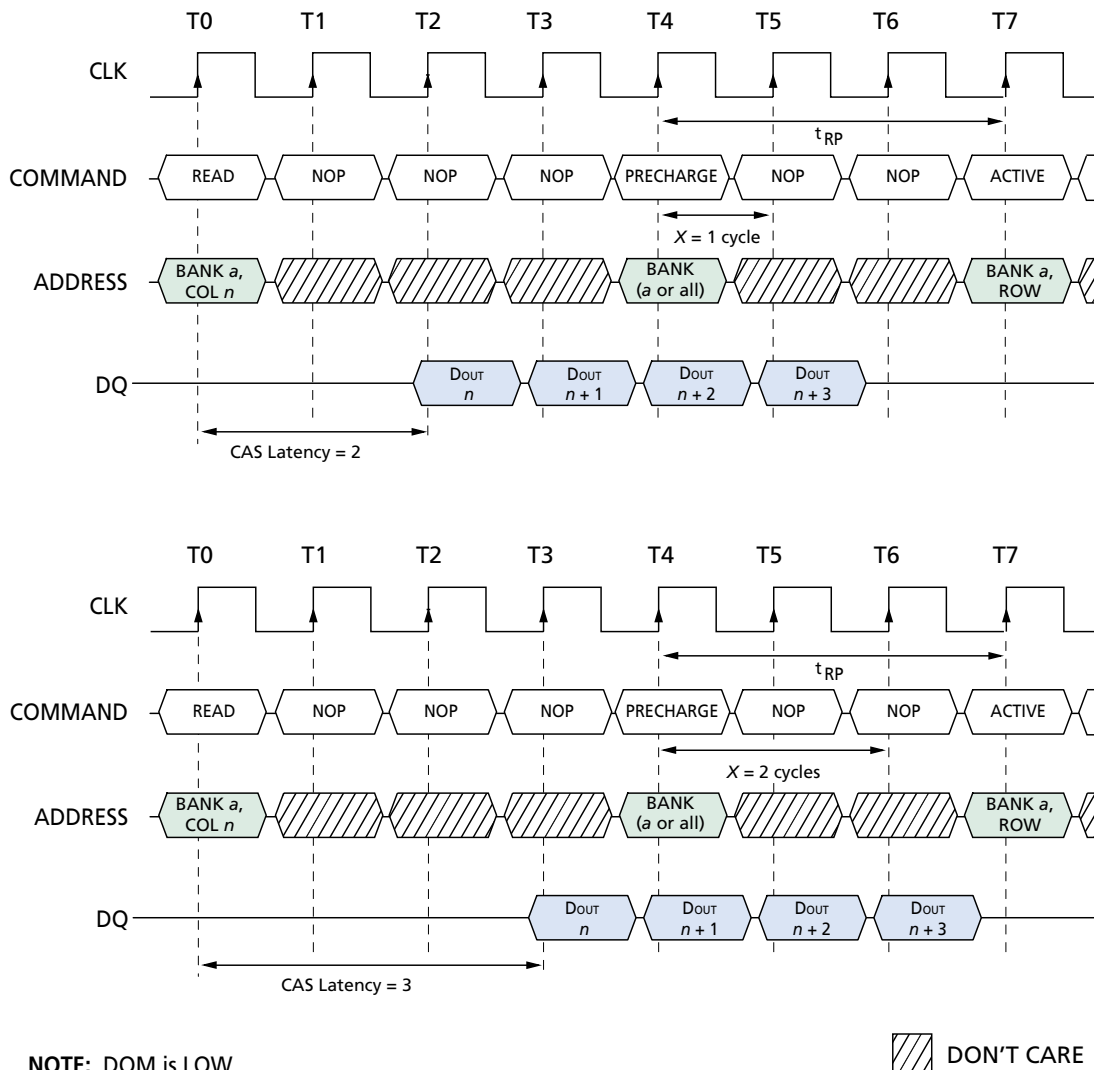 T0 T1 T2 T3 T4 T5 T6 T7
CLK
tRP
COMMAND READ NOP NOP NOP PRECHARGE NOP NOP ACTIVE
X = 1 cycle
ADDRESS BANK a, COL n BANK (a or all) BANK a, ROW
DQ DOUT n DOUT n + 1 DOUT n + 2 DOUT n + 3
CAS Latency = 2
T0 T1 T2 T3 T4 T5 T6 T7
CLK
tRP
COMMAND READ NOP NOP NOP PRECHARGE NOP NOP ACTIVE
X = 2 cycles
ADDRESS BANK a, COL n BANK (a or all) BANK a, ROW
DQ DOUT n DOUT n + 1 DOUT n + 2 DOUT n + 3
CAS Latency = 3
DON'T CARE
NOTE: DQM is LOW